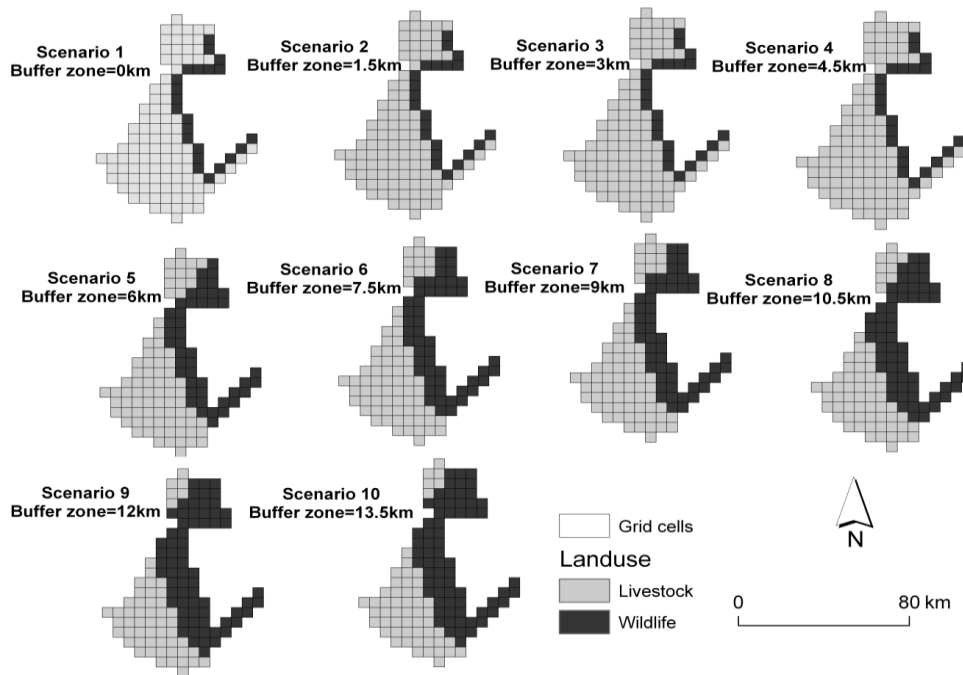 Scenario 1
Buffer zone=0km
Scenario 2
Buffer zone=1.5km
Scenario 3
Buffer zone=3km
Scenario 4
Buffer zone=4.5km
Scenario 5
Buffer zone=6km
Scenario 6
Buffer zone=7.5km
Scenario 7
Buffer zone=9km
Scenario 8
Buffer zone=10.5km
Scenario 9
Buffer zone=12km
Scenario 10
Buffer zone=13.5km
Grid cells
Landuse
Livestock
Wildlife
N
0 80 km